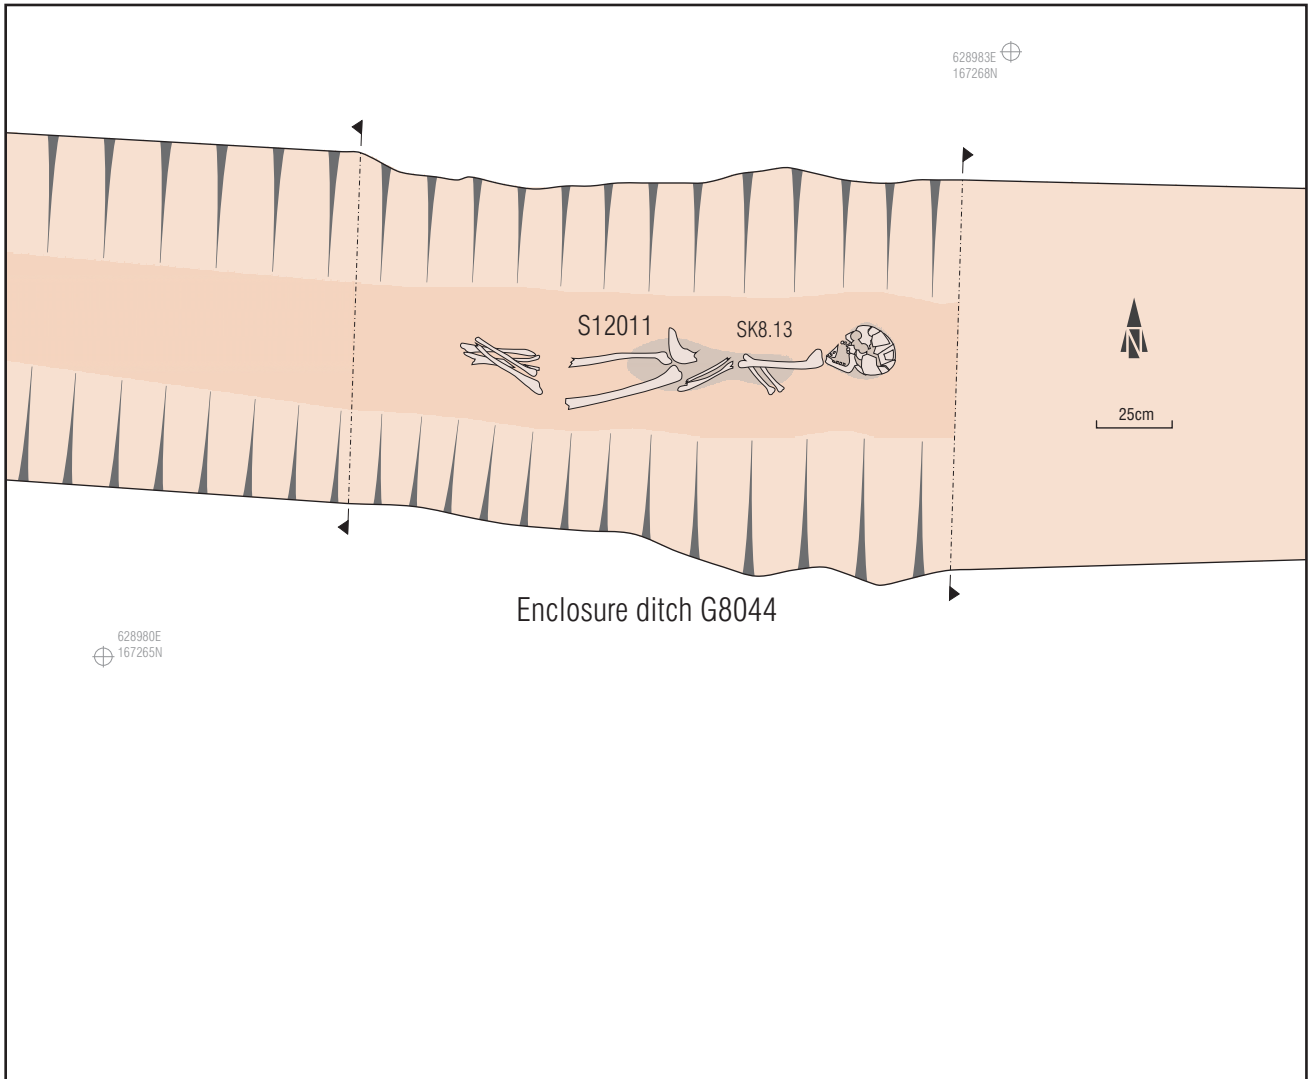 628983E
167268N
S12011
SK8.13
N
25cm
Enclosure ditch G8044
628980E
167265N